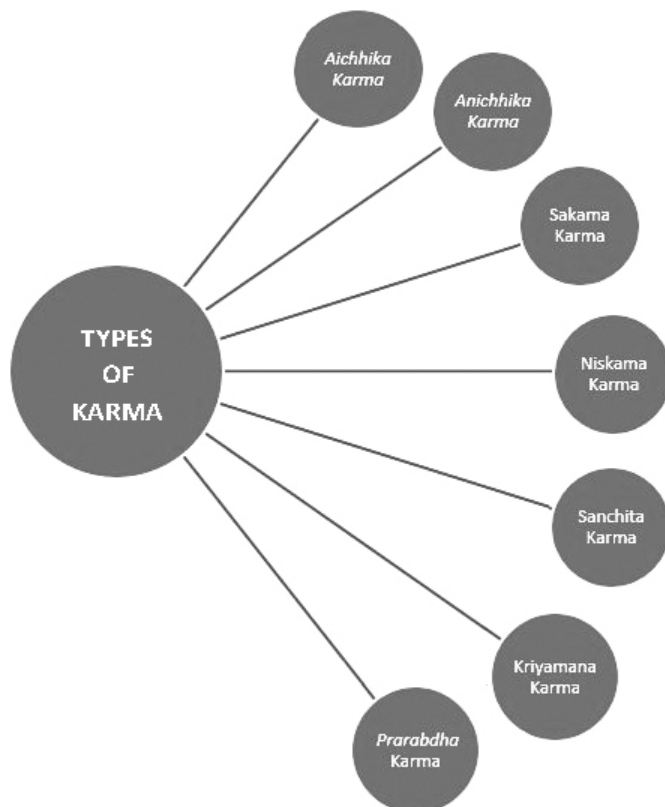 Aichhika
Karma
Anichhika
Karma
Sakama
Karma
TYPES
OF
KARMA
Niskama
Karma
Sanchita
Karma
Kriyamana
Karma
Prarabdha
Karma